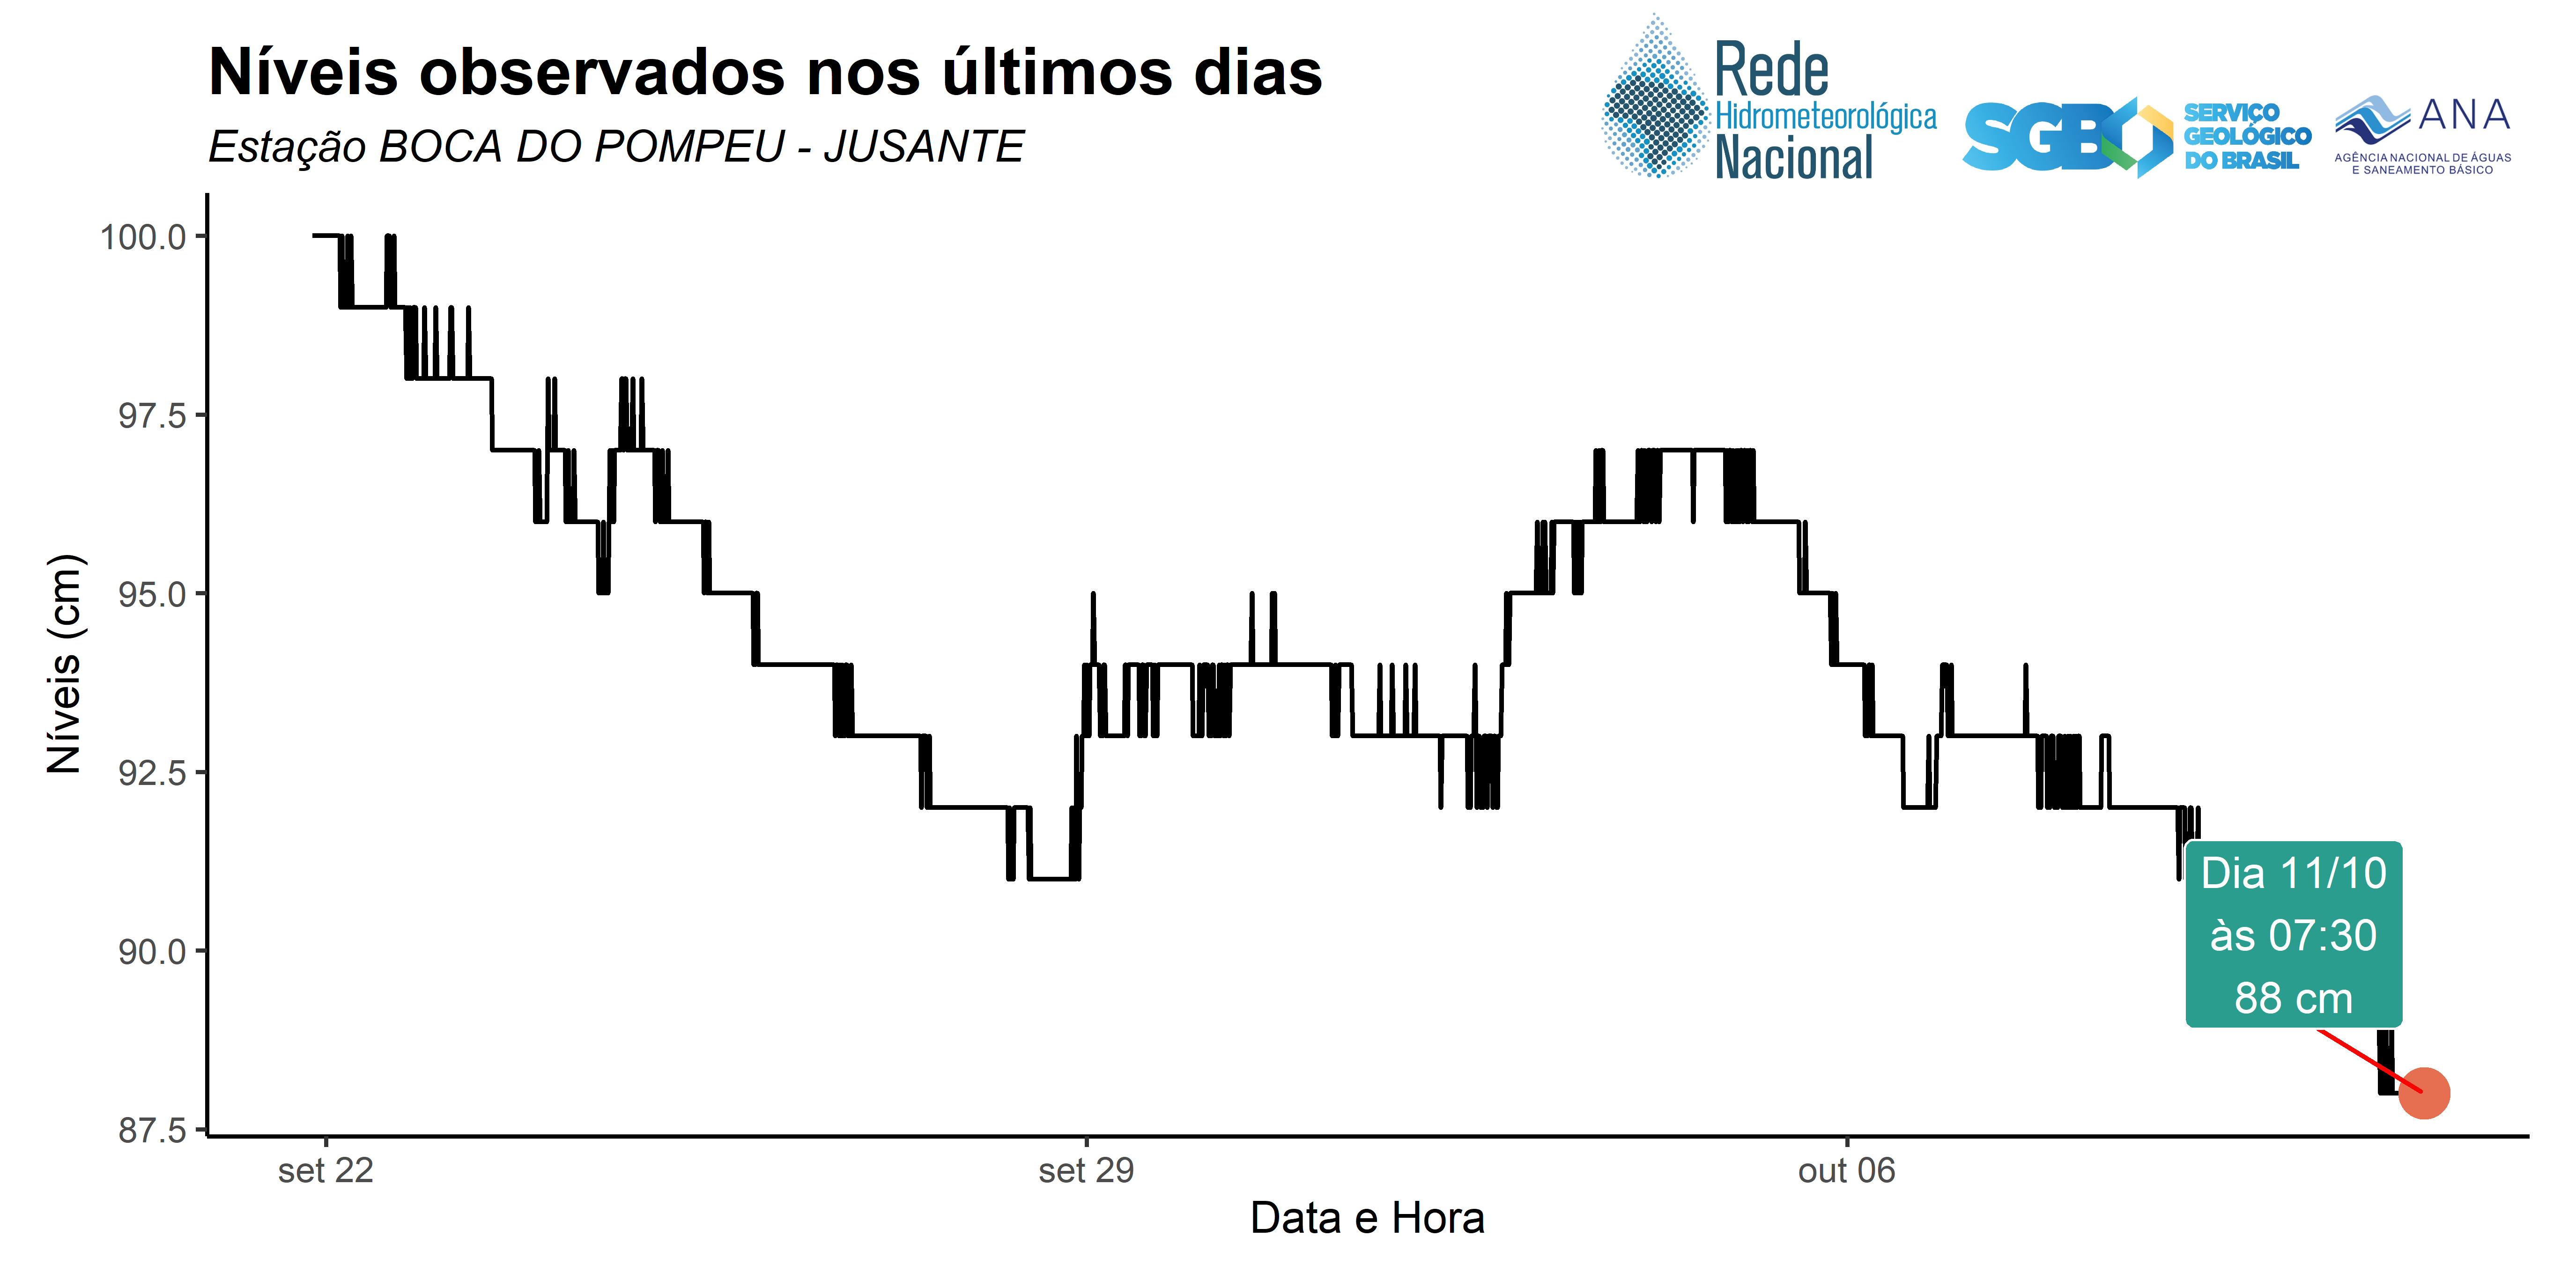 Níveis observados nos últimos dias
Estação BOCA DO POMPEU - JUSANTE
Rede
Hidrometeorológica
Nacional
SGB
SERVIÇO
GEOLÓGICO
DO BRASIL
ANA
AGÊNCIA NACIONAL DE ÁGUAS
E SANEAMENTO BÁSICO
Níveis (cm)
100.0
97.5
95.0
92.5
90.0
87.5
Dia 11/10
às 07:30
88 cm
set 22
set 29
out 06
Data e Hora